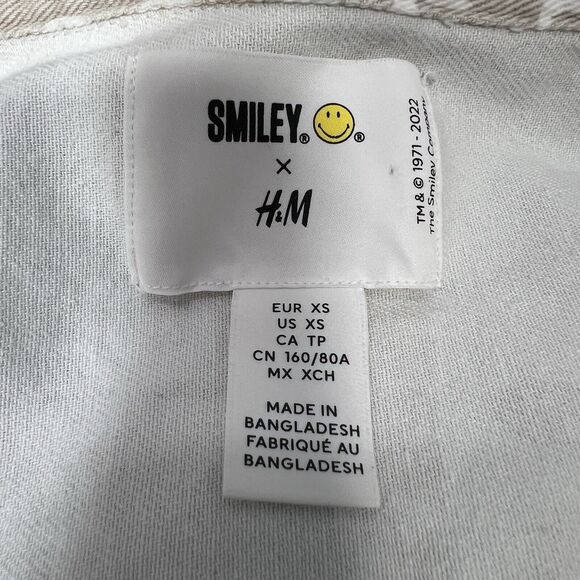 SMILEY® ®
×
H&M
TM & © 1971 - 2022
The Smiley Company
EUR XS
US XS
CA TP
CN 160/80A
MX XCH
MADE IN
BANGLADESH
FABRIQUÉ AU
BANGLADESH